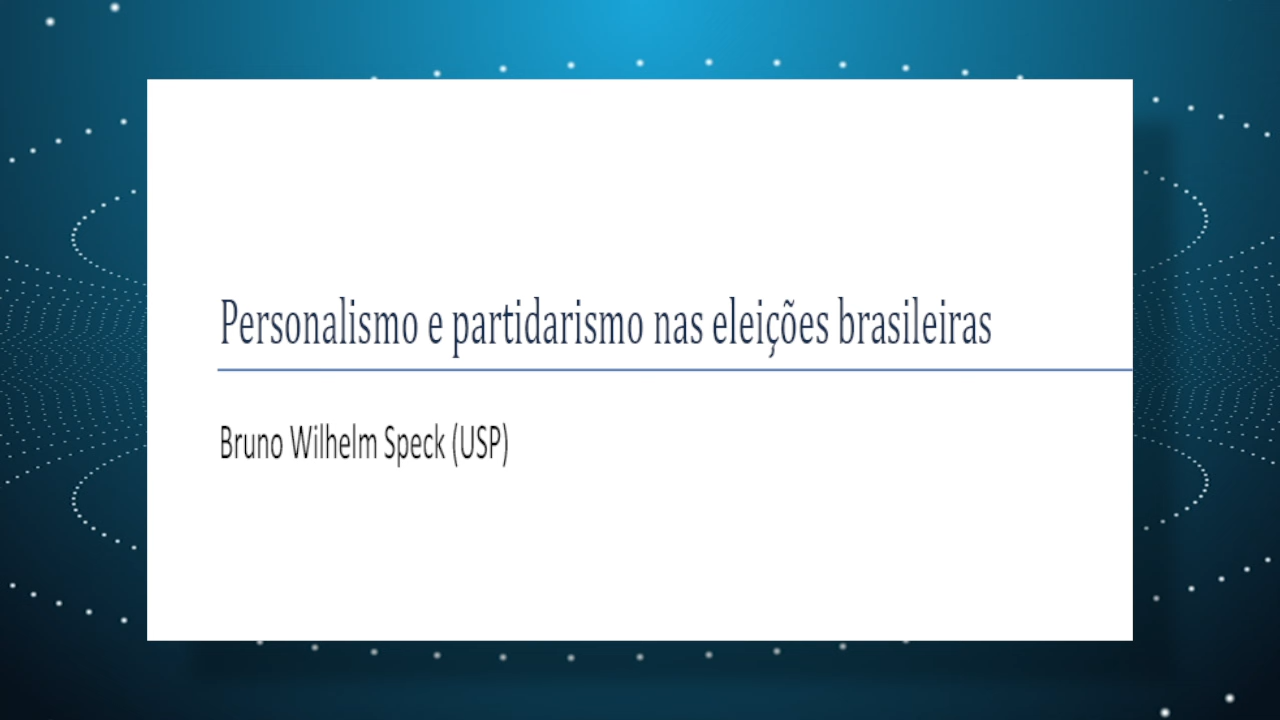 Personalismo e partidarismo nas eleições brasileiras
Bruno Wilhelm Speck (USP)